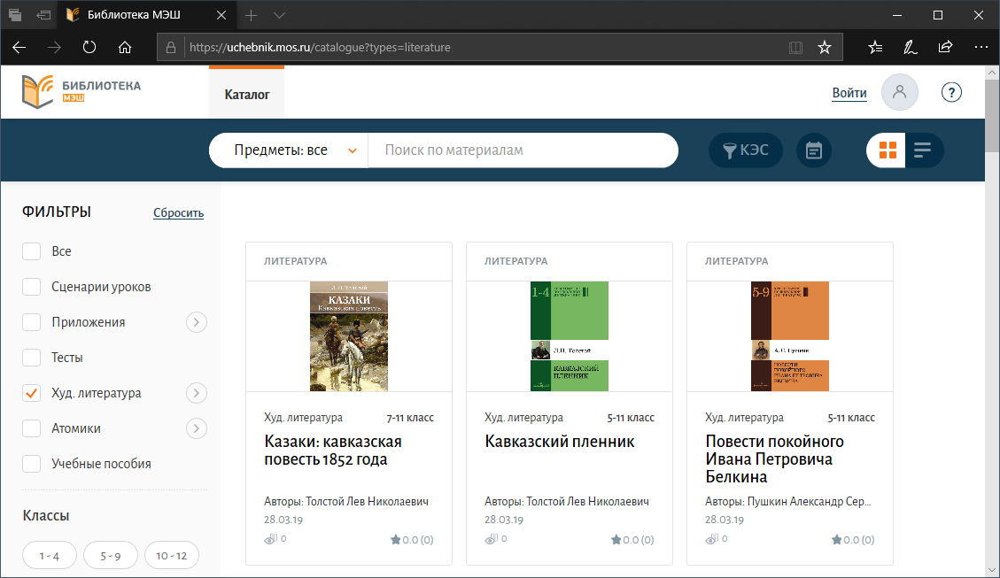 Библиотека МЭШ
https://uchebnik.mos.ru/catalogue?types=literature
БИБЛИОТЕКА
МЭШ
Каталог
Войти
?
Предметы: все
Поиск по материалам
КЭС
ФИЛЬТРЫ
Сбросить
Все
Сценарии уроков
Приложения
Тесты
Худ. литература
Атомики
Учебные пособия
Классы
1 - 4
5 - 9
10 - 12
ЛИТЕРАТУРА
Л.Н.Толстой
КАЗАКИ
Кавказская повесть
Худ. литература
7-11 класс
Казаки: кавказская
повесть 1852 года
Авторы: Толстой Лев Николаевич
28.03.19
0
0.0 (0)
ЛИТЕРАТУРА
1-4
Л.Н. Толстой
КАВКАЗСКИЙ
ПЛЕННИК
Худ. литература
5-11 класс
Кавказский пленник
Авторы: Толстой Лев Николаевич
28.03.19
0
0.0 (0)
ЛИТЕРАТУРА
5-9
А. С. Пушкин
ПОВЕСТИ
ПОКОЙНОГО
ИВАНА ПЕТРОВИЧА
БЕЛКИНА
Худ. литература
5-11 класс
Повести покойного
Ивана Петровича
Белкина
Авторы: Пушкин Александр Сер...
28.03.19
0
0.0 (0)